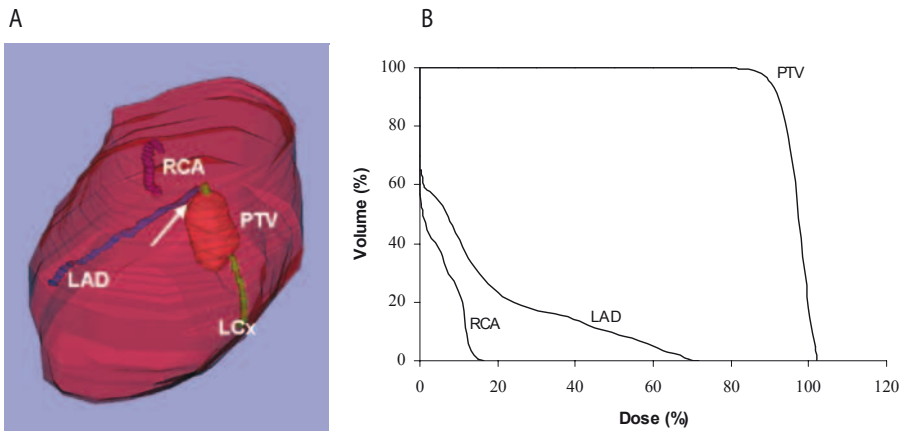 A
RCA
PTV
LAD
LCx
B
Volume (%)
100
80
60
40
20
0
PTV
LAD
RCA
0 20 40 60 80 100 120
Dose (%)